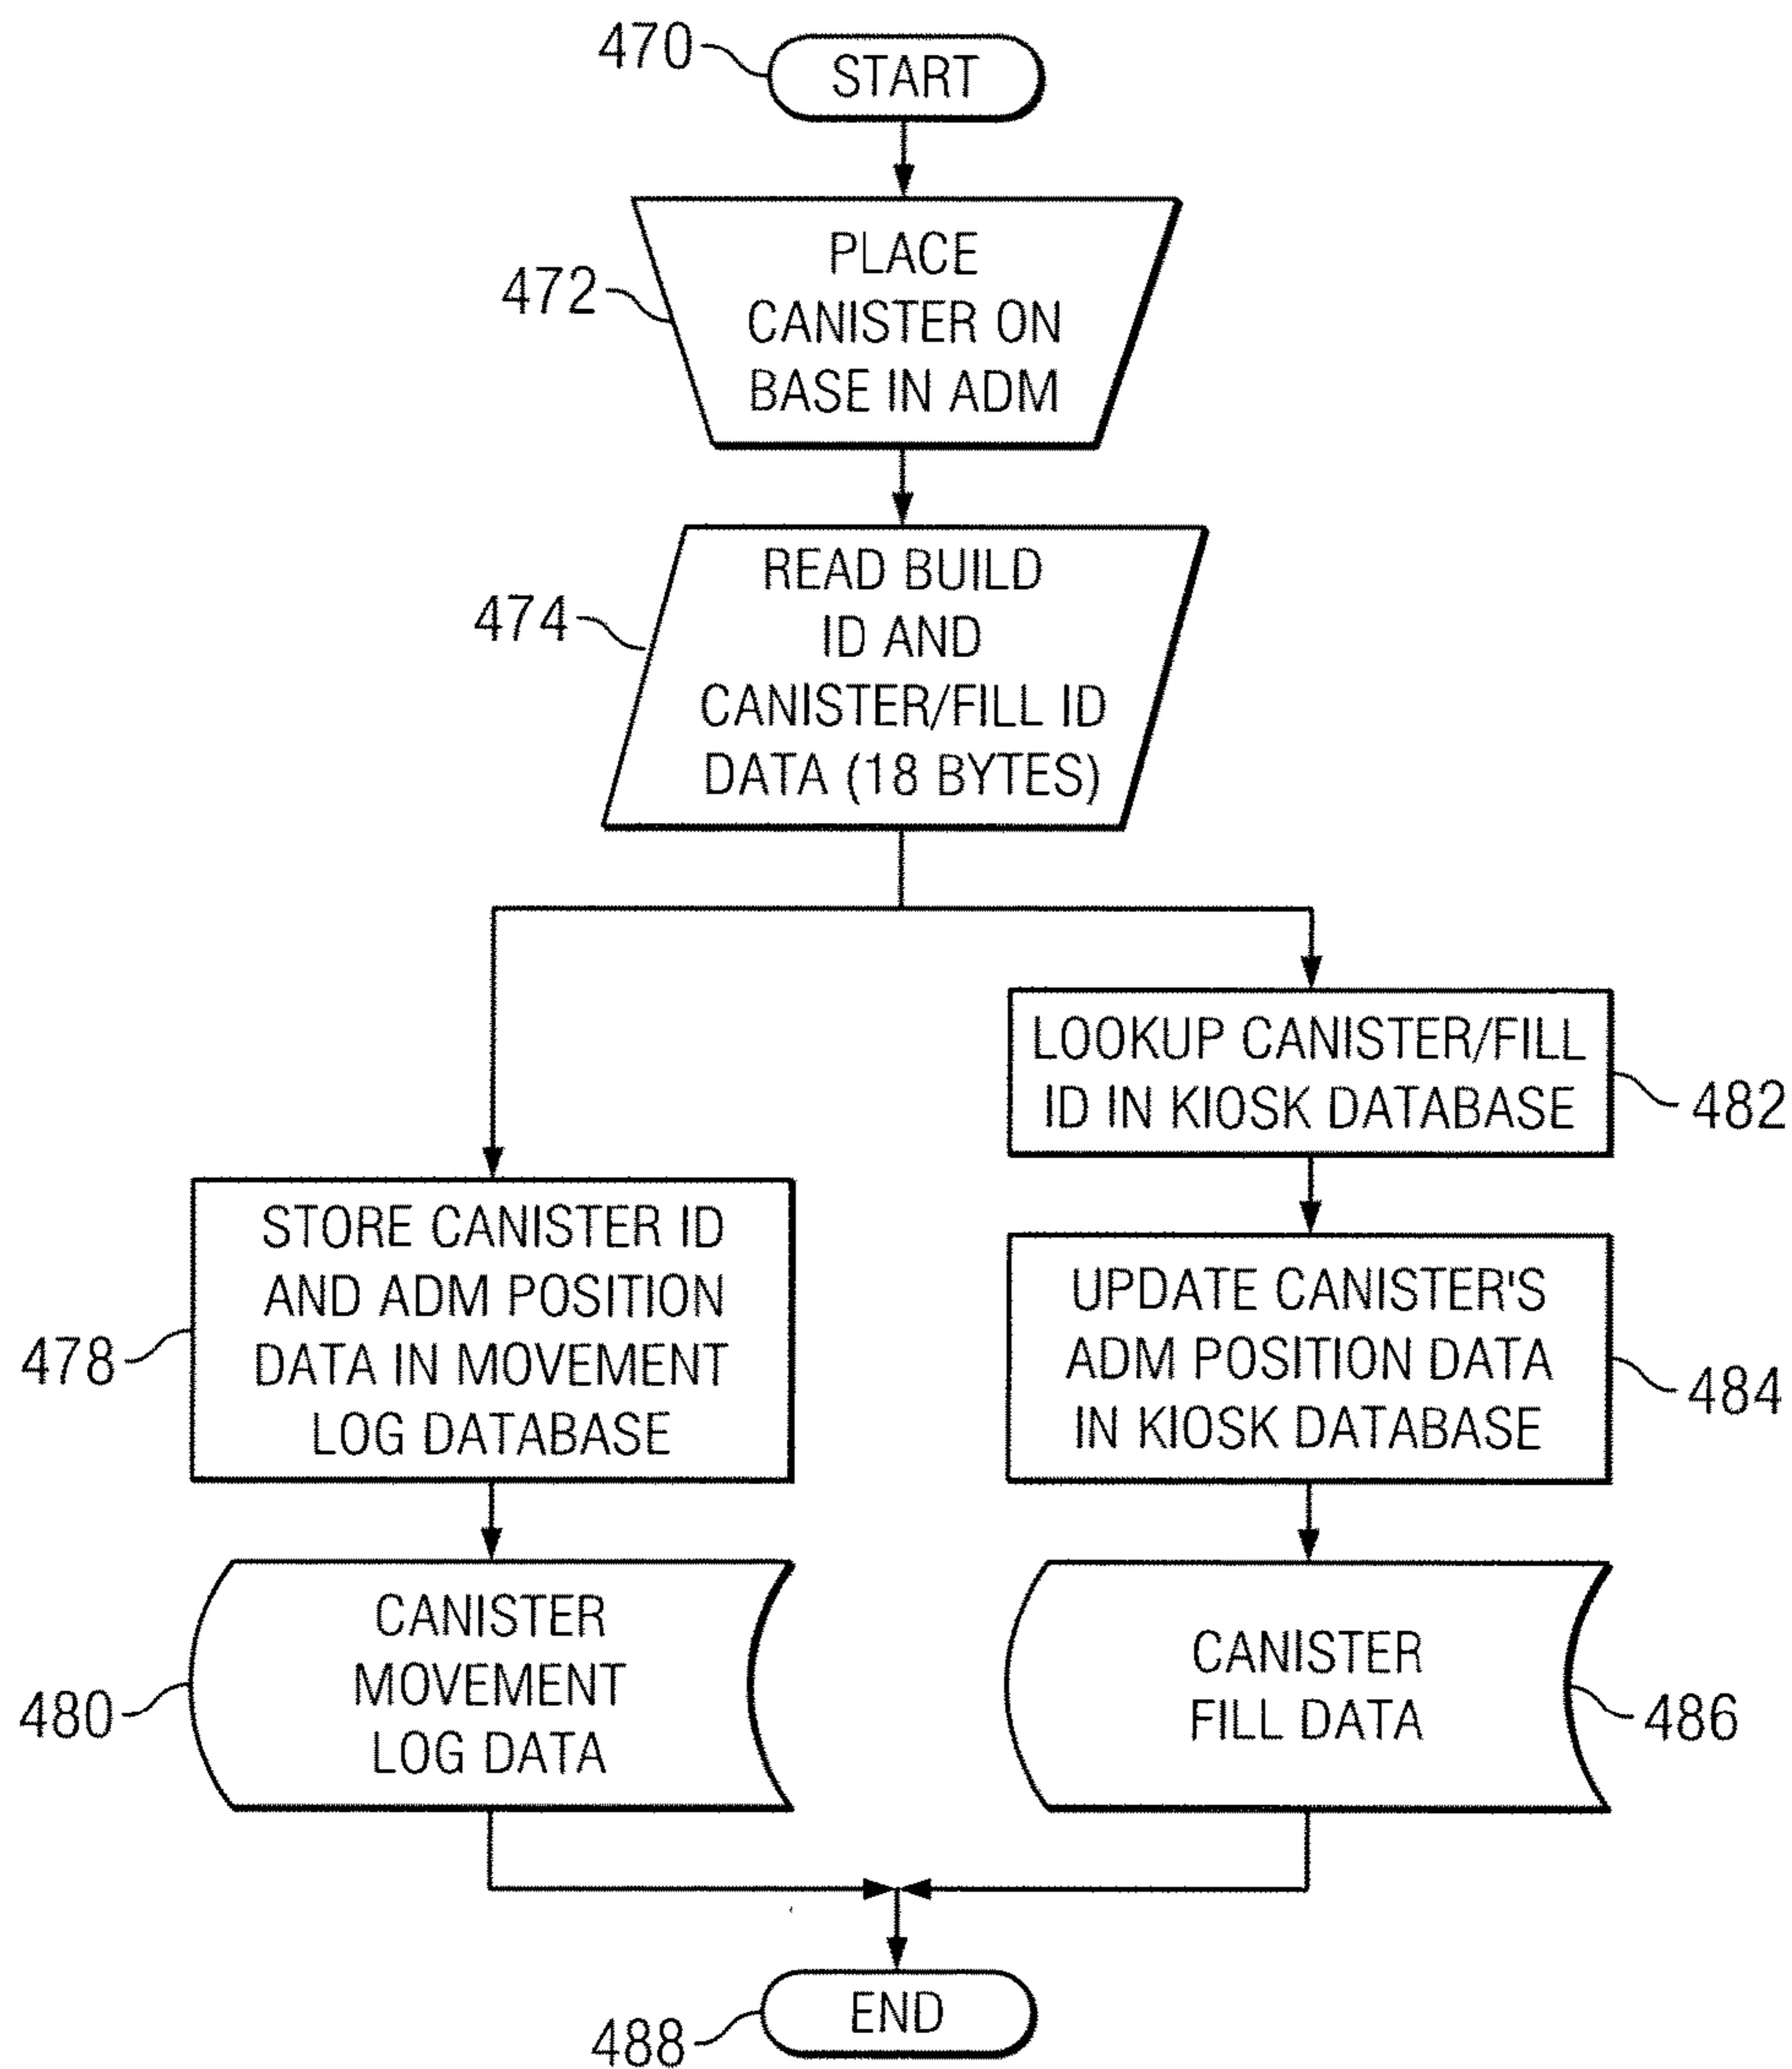 470
START
472
PLACE
CANISTER ON
BASE IN ADM
474
READ BUILD
ID AND
CANISTER/FILL ID
DATA (18 BYTES)
478
STORE CANISTER ID
AND ADM POSITION
DATA IN MOVEMENT
LOG DATABASE
480
CANISTER
MOVEMENT
LOG DATA
LOOKUP CANISTER/FILL
ID IN KIOSK DATABASE
482
UPDATE CANISTER'S
ADM POSITION DATA
IN KIOSK DATABASE
484
CANISTER
FILL DATA
486
END
488